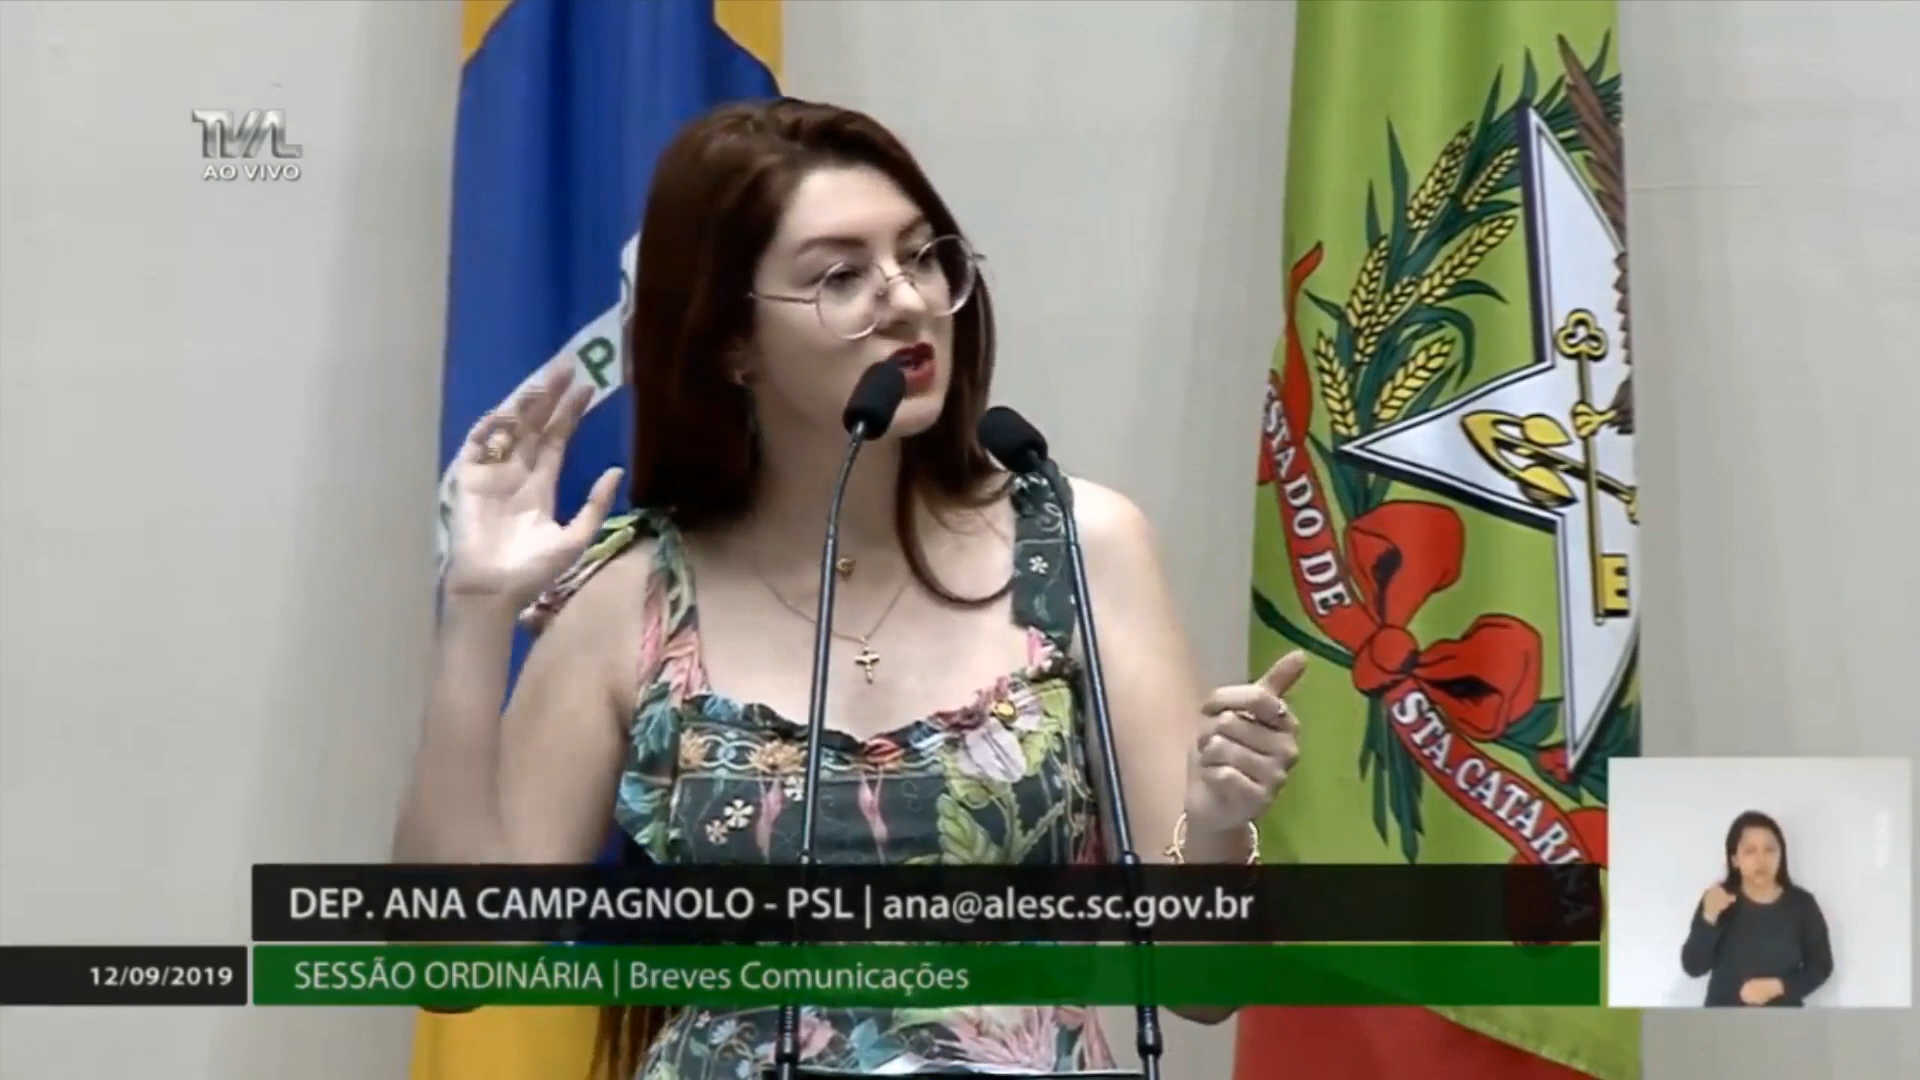 TVAL
AO VIVO
P
ESTADO DE
STA. CATARINA
DEP. ANA CAMPAGNOLO - PSL | ana@alesc.sc.gov.br
12/09/2019
SESSÃO ORDINÁRIA | Breves Comunicações